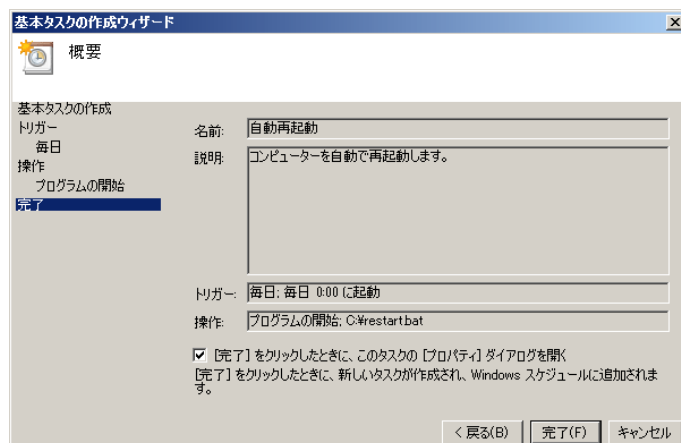 基本タスクの作成ウィザード
概要
基本タスクの作成
トリガー
毎日
操作
プログラムの開始
完了
名前: 自動再起動
説明: コンピューターを自動で再起動します。
トリガー: 毎日: 毎日 0:00 に起動
操作: プログラムの開始; C:¥restart.bat
[完了] をクリックしたときに、このタスクの [プロパティ] ダイアログを開く
[完了] をクリックしたときに、新しいタスクが作成され、Windows スケジュールに追加されま
す。
< 戻る(B) 完了(F) キャンセル